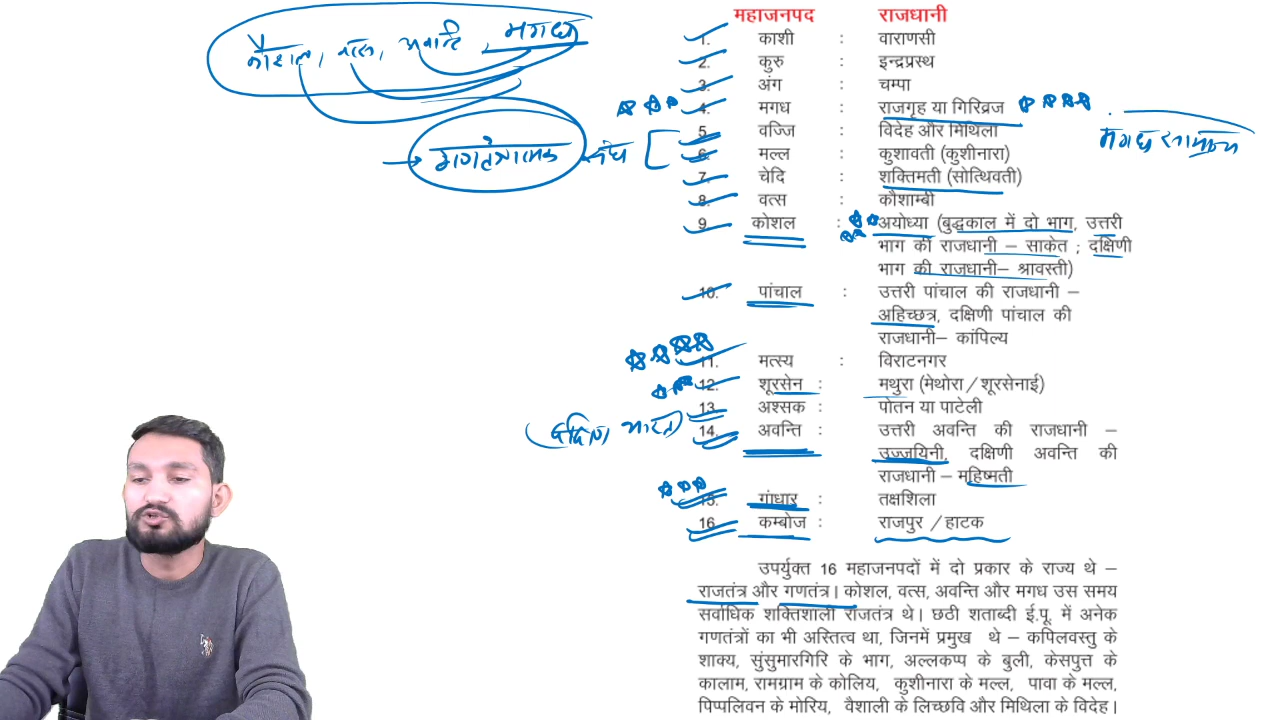 कौशल, वत्स, अवन्ति, मगध
गणतंत्रात्मक
संघ
दक्षिण भारत
मगध साम्राज्य
महाजनपद राजधानी
1. काशी : वाराणसी
2. कुरु : इन्द्रप्रस्थ
3. अंग : चम्पा
4. मगध : राजगृह या गिरिव्रज
5. वज्जि : विदेह और मिथिला
6. मल्ल : कुशावती (कुशीनारा)
7. चेदि : शक्तिमती (सोत्थिवती)
8. वत्स : कौशाम्बी
9 कोशल : अयोध्या (बुद्धकाल में दो भाग, उत्तरी
भाग की राजधानी – साकेत ; दक्षिणी
भाग की राजधानी– श्रावस्ती)
10. पांचाल : उत्तरी पांचाल की राजधानी –
अहिच्छत्र, दक्षिणी पांचाल की
राजधानी– कांपिल्य
11. मत्स्य : विराटनगर
12. शूरसेन : मथुरा (मेथोरा/शूरसेनाई)
13. अश्सक : पोतन या पाटेली
14. अवन्ति : उत्तरी अवन्ति की राजधानी –
उज्जयिनी, दक्षिणी अवन्ति की
राजधानी – महिष्मती
15. गांधार : तक्षशिला
16. कम्बोज : राजपुर / हाटक
उपर्युक्त 16 महाजनपदों में दो प्रकार के राज्य थे –
राजतंत्र और गणतंत्र। कोशल, वत्स, अवन्ति और मगध उस समय
सर्वाधिक शक्तिशाली राजतंत्र थे। छठी शताब्दी ई.पू. में अनेक
गणतंत्रों का भी अस्तित्व था, जिनमें प्रमुख थे – कपिलवस्तु के
शाक्य, सुंसुमारगिरि के भाग, अल्लकप्प के बुली, केसपुत्त के
कालाम, रामग्राम के कोलिय, कुशीनारा के मल्ल, पावा के मल्ल,
पिप्पलिवन के मोरिय, वैशाली के लिच्छवि और मिथिला के विदेह।